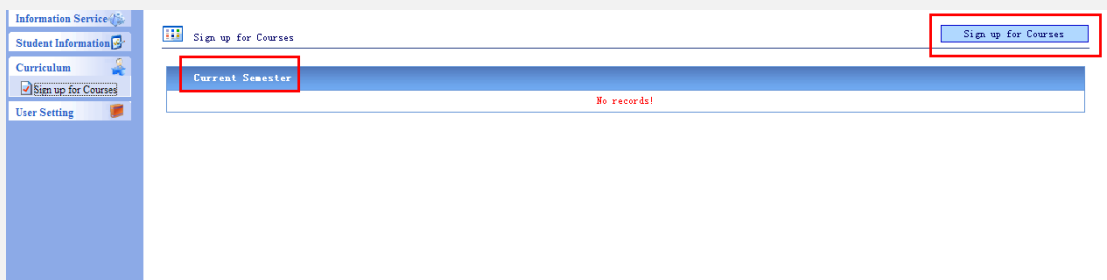 Information Service
Student Information
Curriculum
Sign up for Courses
User Setting
Sign up for Courses
Sign up for Courses
Current Semester
No records!